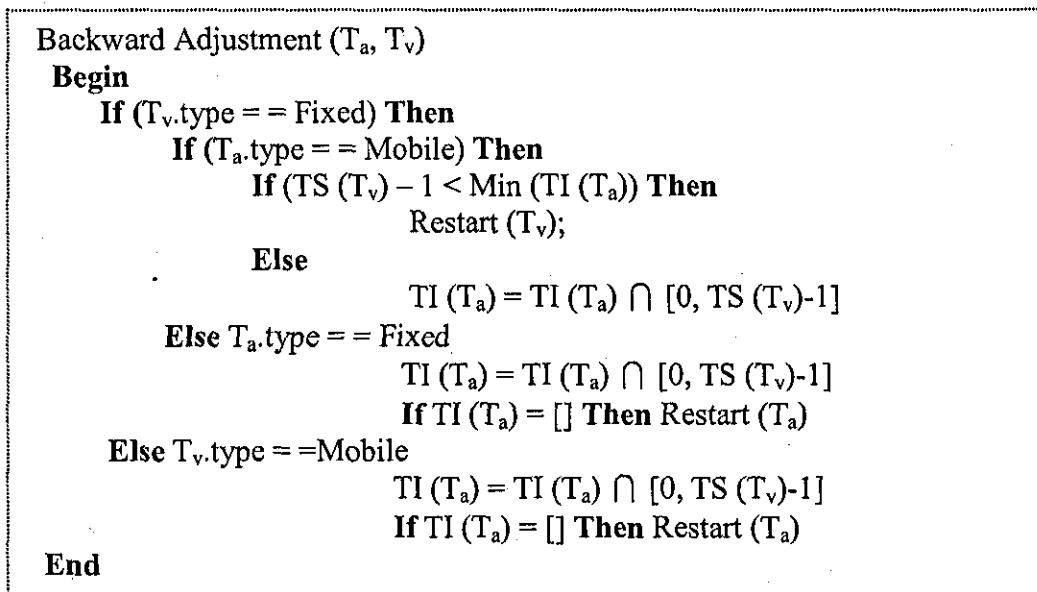 Backward Adjustment (Tₐ, Tᵥ)
Begin
If (Tᵥ.type = = Fixed) Then
If (Tₐ.type = = Mobile) Then
If (TS (Tᵥ) – 1 < Min (TI (Tₐ)) Then
Restart (Tᵥ);
Else
TI (Tₐ) = TI (Tₐ) ∩ [0, TS (Tᵥ)-1]
Else Tₐ.type = = Fixed
TI (Tₐ) = TI (Tₐ) ∩ [0, TS (Tᵥ)-1]
If TI (Tₐ) = [] Then Restart (Tₐ)
Else Tᵥ.type = =Mobile
TI (Tₐ) = TI (Tₐ) ∩ [0, TS (Tᵥ)-1]
If TI (Tₐ) = [] Then Restart (Tₐ)
End